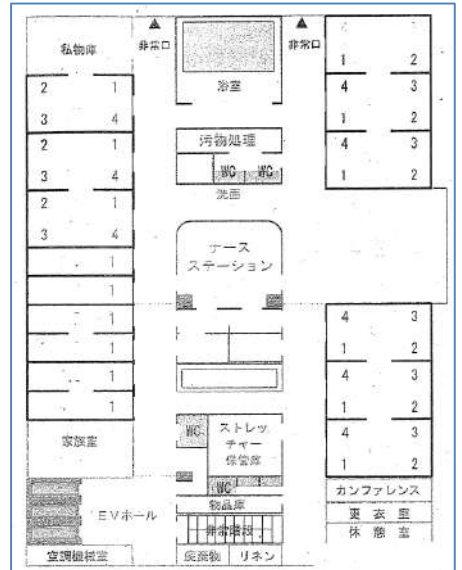 私物庫
2 1
3 4
2 1
3 4
2 1
3 4
1
1
1
1
1
1
家族室
EVホール
空調機械室
非常口
浴室
汚物処理
WC WC
洗面
ナース
ステーション
WC
ストレッ
チャー
保管庫
WC
物品庫
非常階段
廃棄物 リネン
非常口
1 2
4 3
1 2
4 3
1 2
4 3
1 2
4 3
1 2
4 3
1 2
カンファレンス
更衣室
休憩室